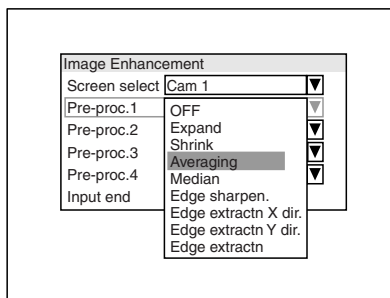 Image Enhancement
Screen select Cam 1
Pre-proc.1
Pre-proc.2
Pre-proc.3
Pre-proc.4
Input end
OFF
Expand
Shrink
Averaging
Median
Edge sharpen.
Edge extractn X dir.
Edge extractn Y dir.
Edge extractn